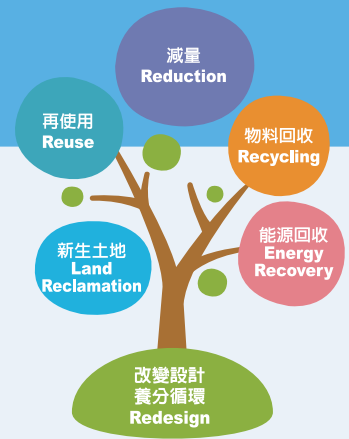 減量
Reduction
再使用
Reuse
物料回收
Recycling
新生土地
Land
Reclamation
能源回收
Energy
Recovery
改變設計
養分循環
Redesign